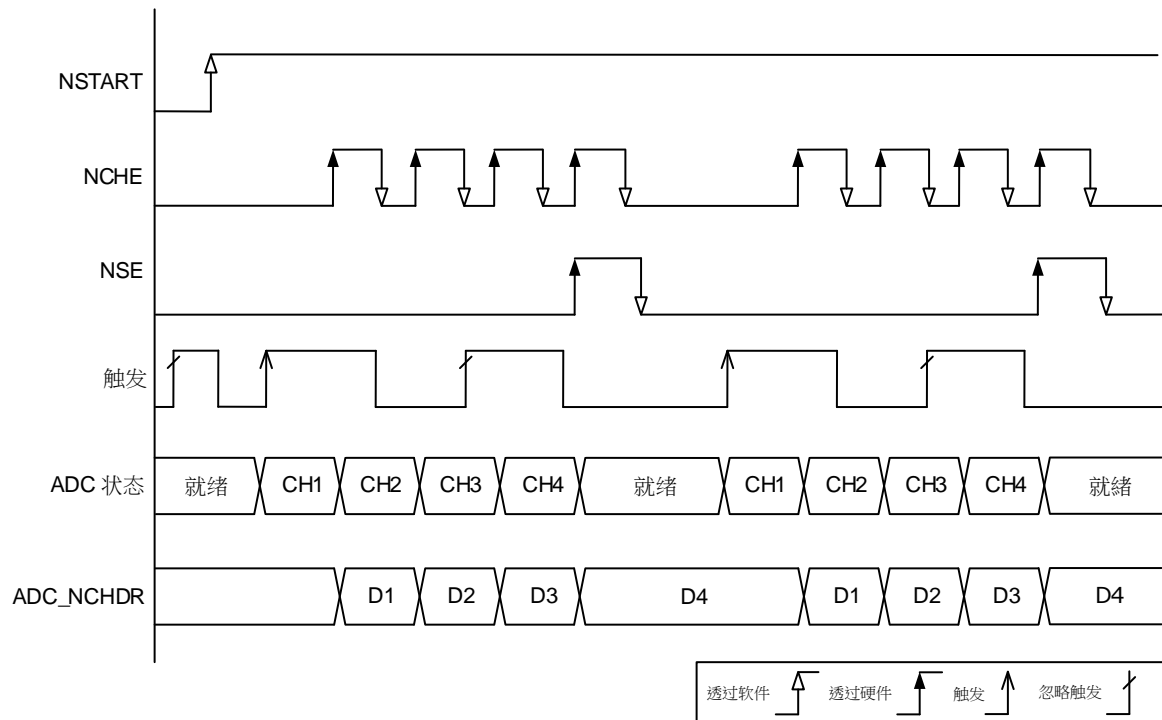 NSTART
NCHE
NSE
触发
ADC 状态 就绪 CH1 CH2 CH3 CH4 就绪 CH1 CH2 CH3 CH4 就緒
ADC_NCHDR D1 D2 D3 D4 D1 D2 D3 D4
透过软件 透过硬件 触发 忽略触发